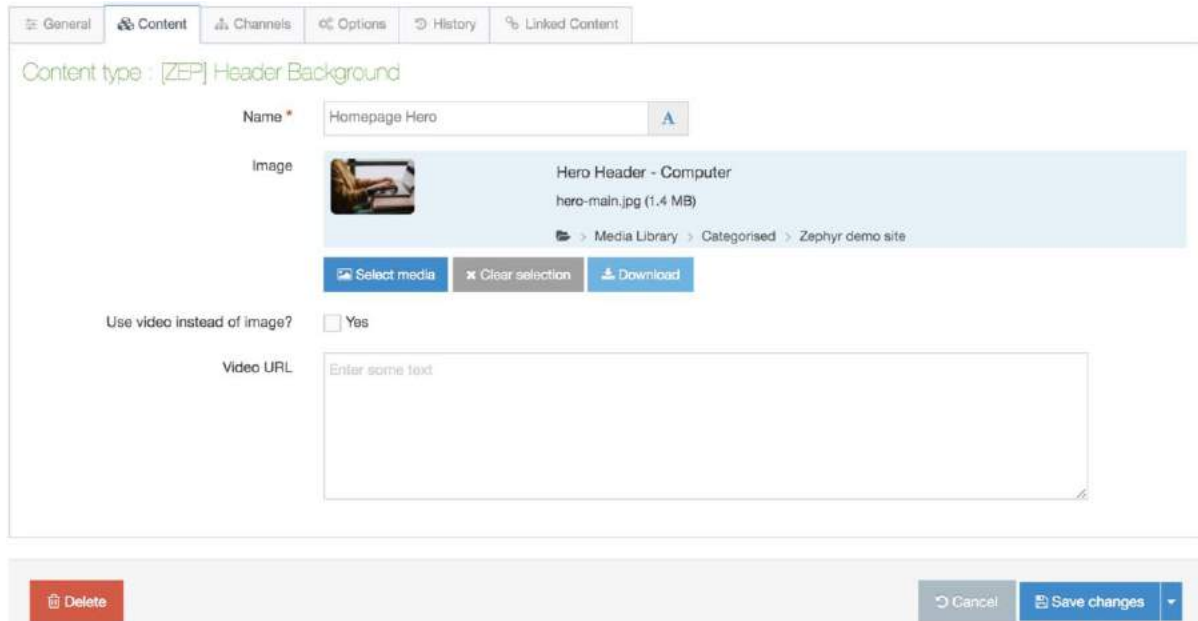 General Content Channels Options History Linked Content
Content type : [ZEP] Header Background
Name * Homepage Hero A
Image
Hero Header - Computer
hero-main.jpg (1.4 MB)
> Media Library > Categorised > Zephyr demo site
Select media Clear selection Download
Use video instead of image? Yes
Video URL Enter some text
Delete Cancel Save changes